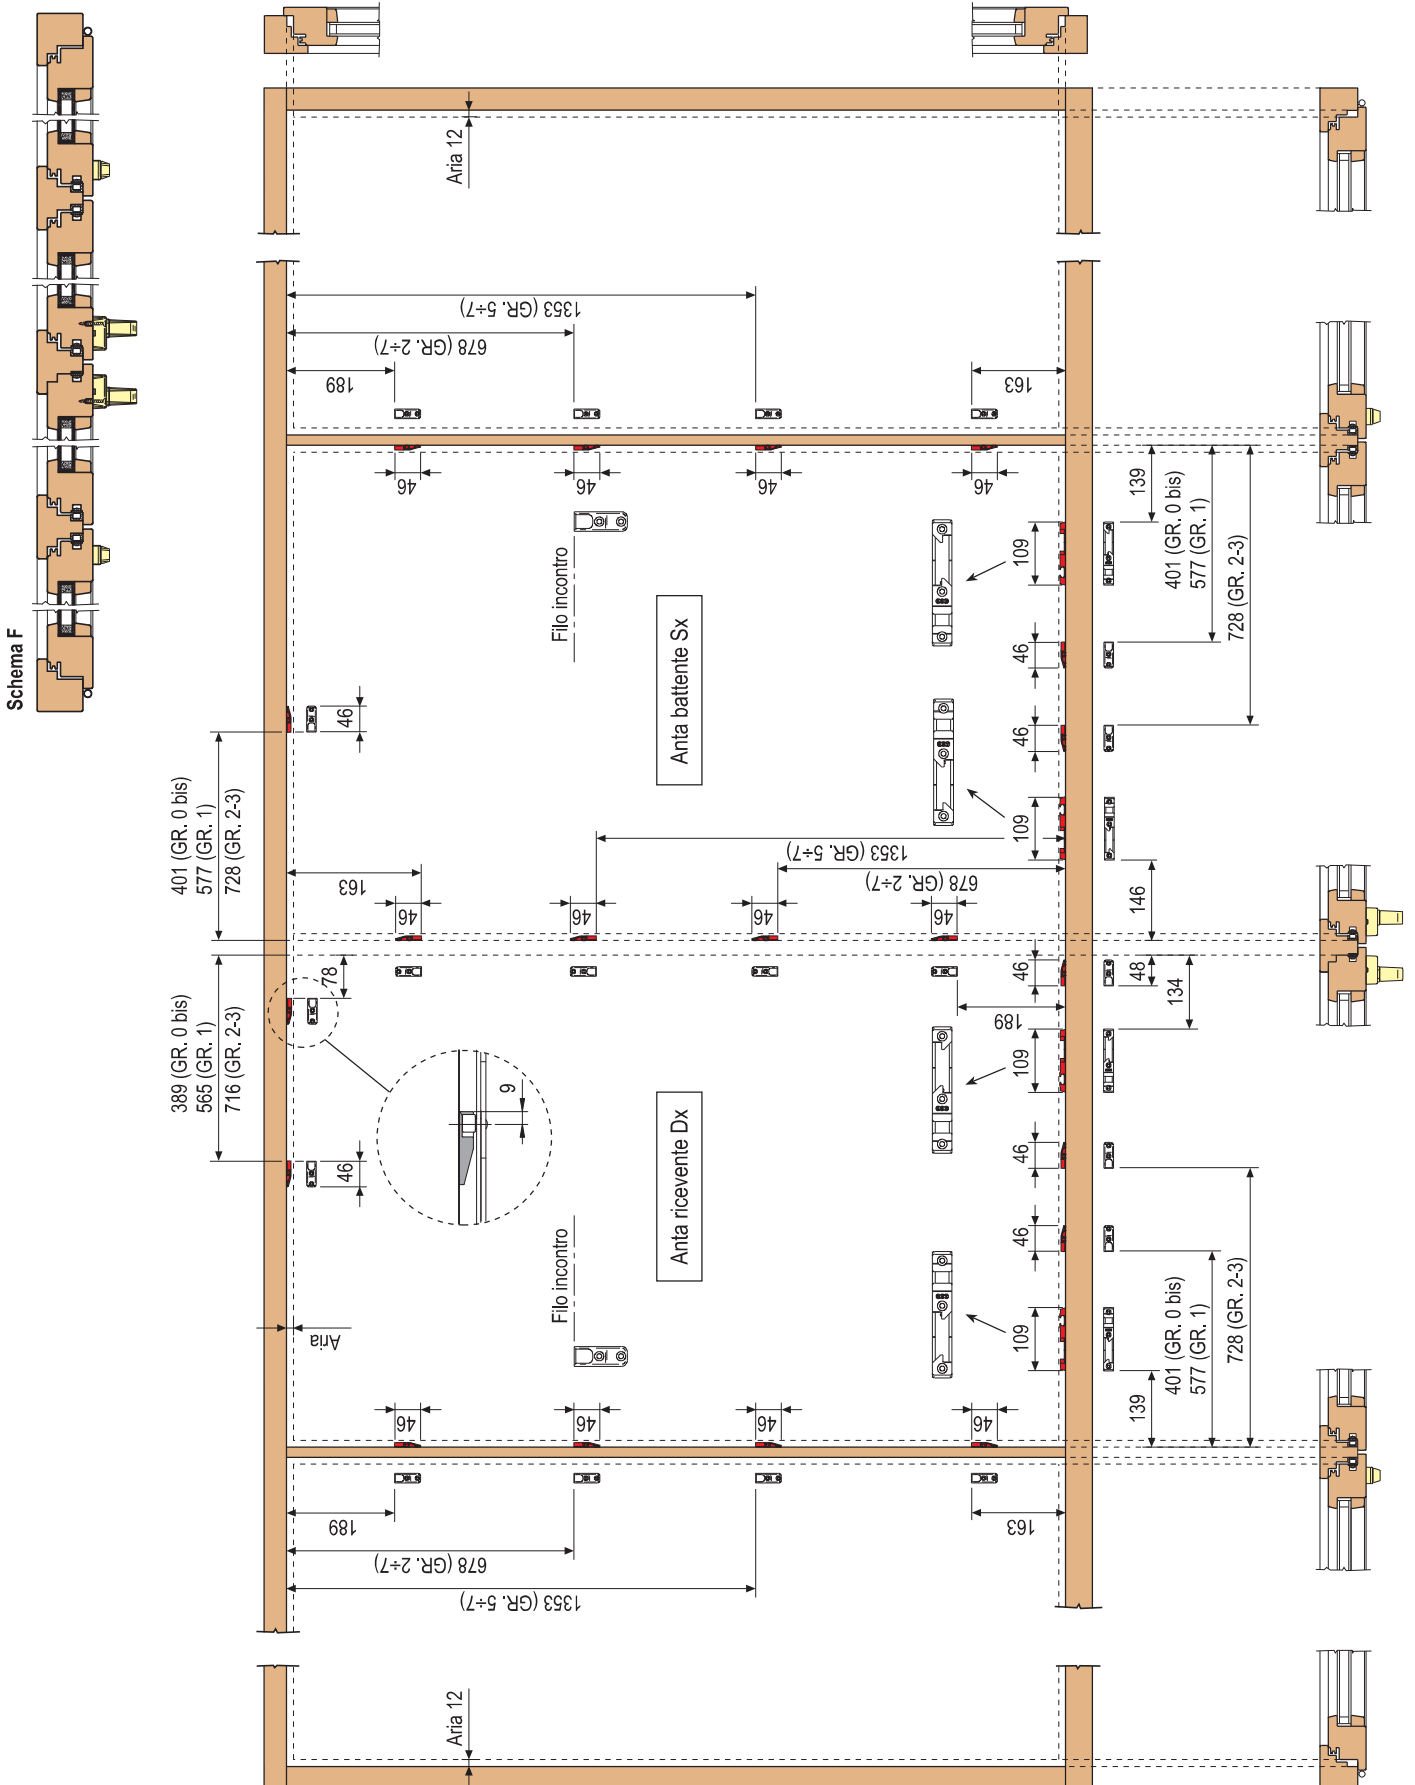 Schema F
Aria 12
1353 (GR. 5÷7)
678 (GR. 2÷7)
189
163
46
46
46
46
139
401 (GR. 0 bis)
577 (GR. 1)
728 (GR. 2-3)
Filo incontro
109
46
46
109
146
Anta battente Sx
46
401 (GR. 0 bis)
577 (GR. 1)
728 (GR. 2-3)
163
1353 (GR. 5÷7)
678 (GR. 2÷7)
46
46
46
46
389 (GR. 0 bis)
565 (GR. 1)
716 (GR. 2-3)
78
46
9
189
46
48
134
109
Anta ricevente Dx
46
46
109
Filo incontro
Aria
46
46
46
46
139
401 (GR. 0 bis)
577 (GR. 1)
728 (GR. 2-3)
189
163
678 (GR. 2÷7)
1353 (GR. 5÷7)
Aria 12